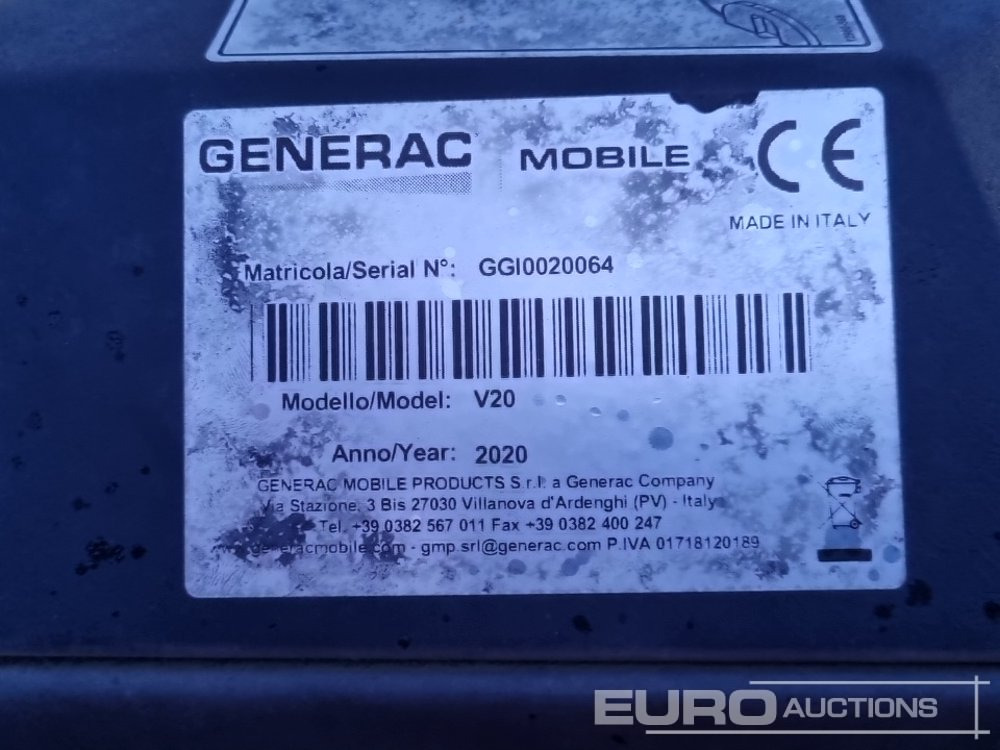 GENERAC MOBILE CE
MADE IN ITALY
Matricola/Serial N°: GGI0020064
Modello/Model: V20
Anno/Year: 2020
GENERAC MOBILE PRODUCTS S.r.l. a Generac Company
Via Stazione, 3 Bis 27030 Villanova d'Ardenghi (PV) - Italy
Tel. +39 0382 567 011 Fax +39 0382 400 247
www.generacmobile.com - gmp.srl@generac.com P.IVA 01718120189
EURO AUCTIONS